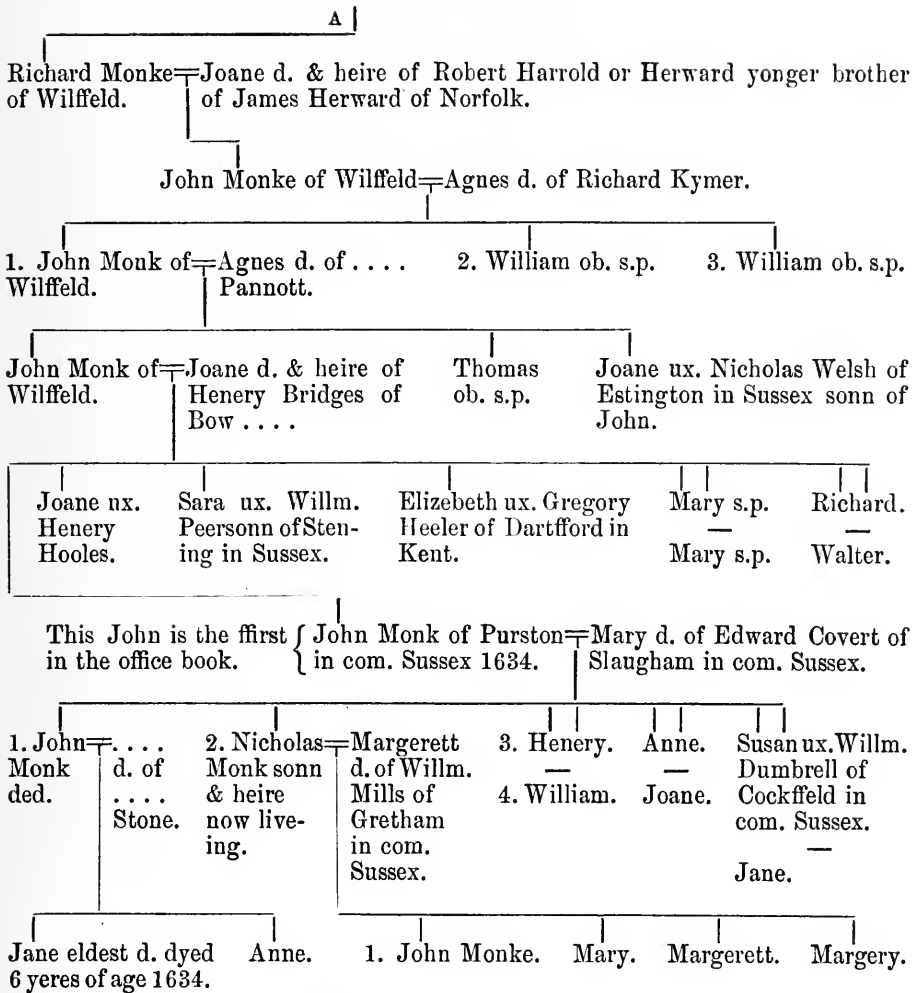 A
Richard Monke Joane d. & heire of Robert Harrold or Herward yonger brother
of Wilffeld. of James Herward of Norfolk.
John Monke of Wilffeld Agnes d. of Richard Kymer.
1. John Monk of Agnes d. of .... 2. William ob. s.p. 3. William ob. s.p.
Wilffeld. Pannott.
John Monk of Joane d. & heire of Thomas Joane ux. Nicholas Welsh of
Wilffeld. Henery Bridges of ob. s.p. Estington in Sussex sonn of
Bow .... John.
Joane ux. Sara ux. Willm. Elizebeth ux. Gregory Mary s.p. Richard.
Henery Peersonn of Sten- Heeler of Dartfford in — —
Hooles. ing in Sussex. Kent. Mary s.p. Walter.
This John is the ffirst { John Monk of Purston Mary d. of Edward Covert of
in the office book. in com. Sussex 1634. Slaugham in com. Sussex.
1. John .... 2. Nicholas Margerett 3. Henery. Anne. Susan ux. Willm.
Monk d. of Monk sonn d. of Willm. — — Dumbrell of
ded. .... & heire Mills of 4. William. Joane. Cockffeld in
Stone. now live- Gretham com. Sussex.
ing. in com. —
Sussex. Jane.
Jane eldest d. dyed Anne. 1. John Monke. Mary. Margerett. Margery.
6 yeres of age 1634.